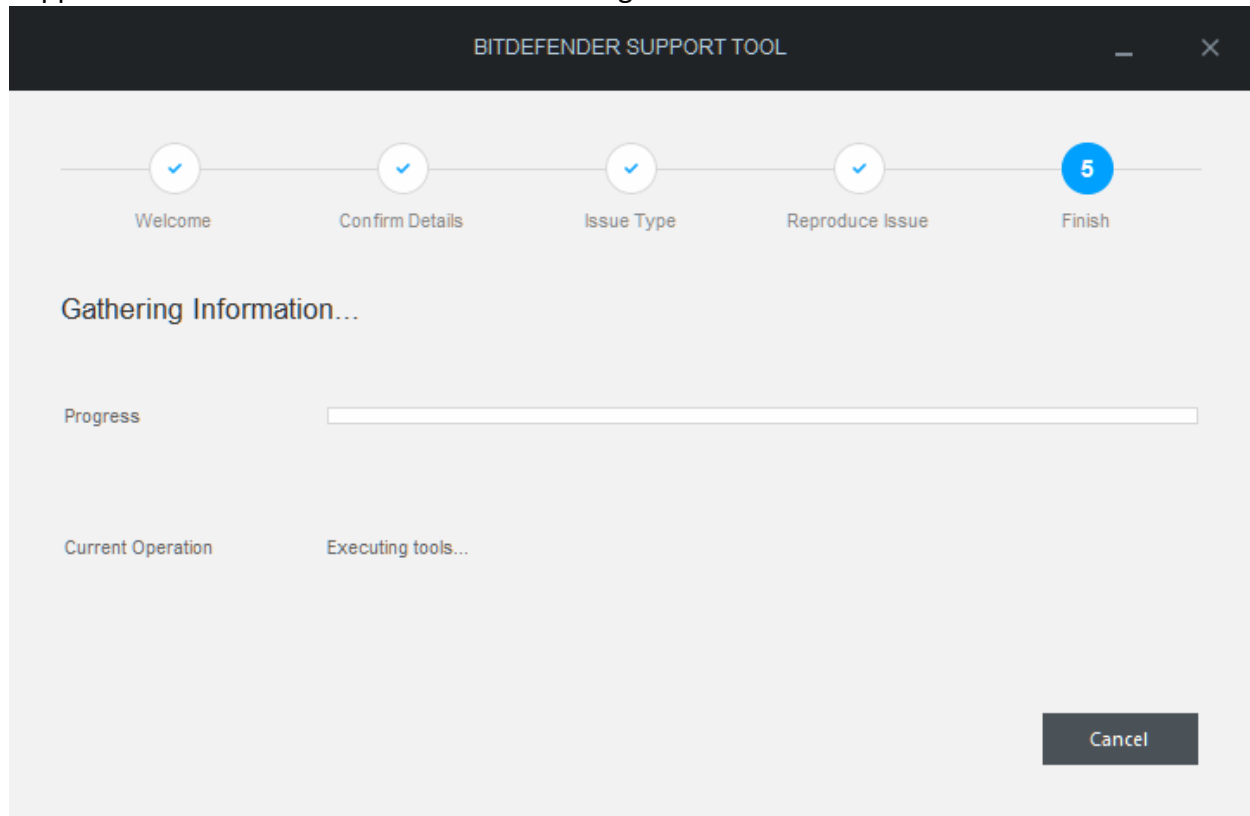 BITDEFENDER SUPPORT TOOL
5
Welcome Confirm Details Issue Type Reproduce Issue Finish
Gathering Information...
Progress
Current Operation Executing tools...
Cancel